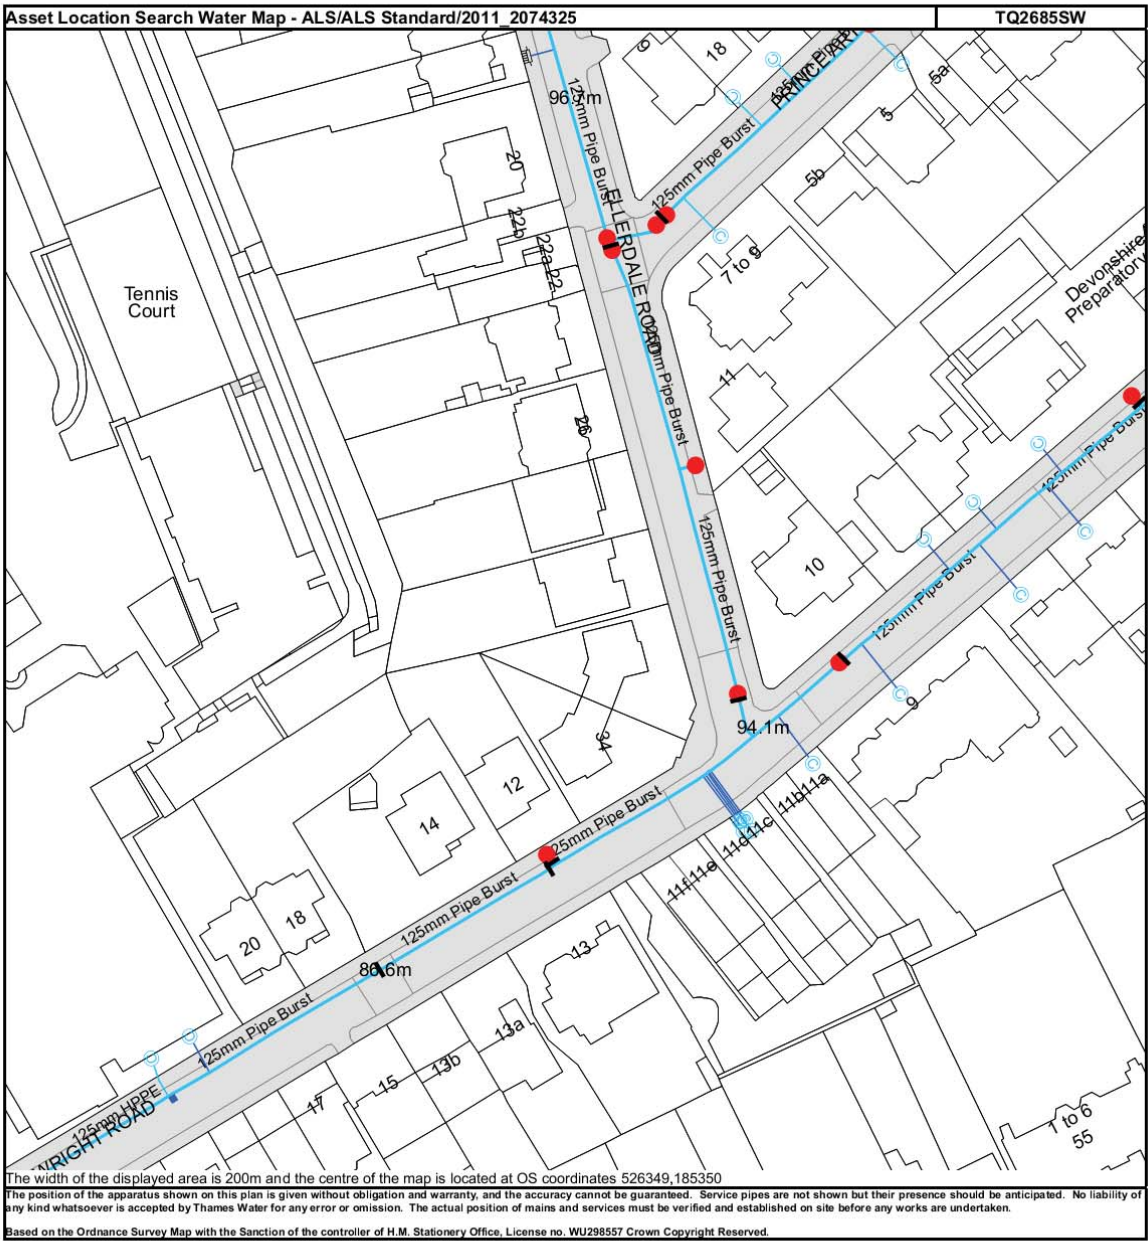 Asset Location Search Water Map - ALS/ALS Standard/2011_2074325
TQ2685SW
9
18
5a
96.7m
125mm Pipe Burst
125mm Pipe Burst
5
20
5b
22b
22a
22
ELLERDALE ROAD
7 to 9
Devonshire
Preparatory
Tennis
Court
125mm Pipe Burst
11
26
125mm Pipe Burst
125mm Pipe Burst
10
125mm Pipe Burst
9
94.1m
34
12
14
125mm Pipe Burst
11a
11b
11c
11d
11e
11f
18
20
125mm Pipe Burst
13
86.6m
125mm Pipe Burst
13a
13b
15
17
125mm HPPE
WRIGHT ROAD
1 to 6
55
The width of the displayed area is 200m and the centre of the map is located at OS coordinates 526349,185350
The position of the apparatus shown on this plan is given without obligation and warranty, and the accuracy cannot be guaranteed. Service pipes are not shown but their presence should be anticipated. No liability of
any kind whatsoever is accepted by Thames Water for any error or omission. The actual position of mains and services must be verified and established on site before any works are undertaken.
Based on the Ordnance Survey Map with the Sanction of the controller of H.M. Stationery Office, License no. WU298557 Crown Copyright Reserved.